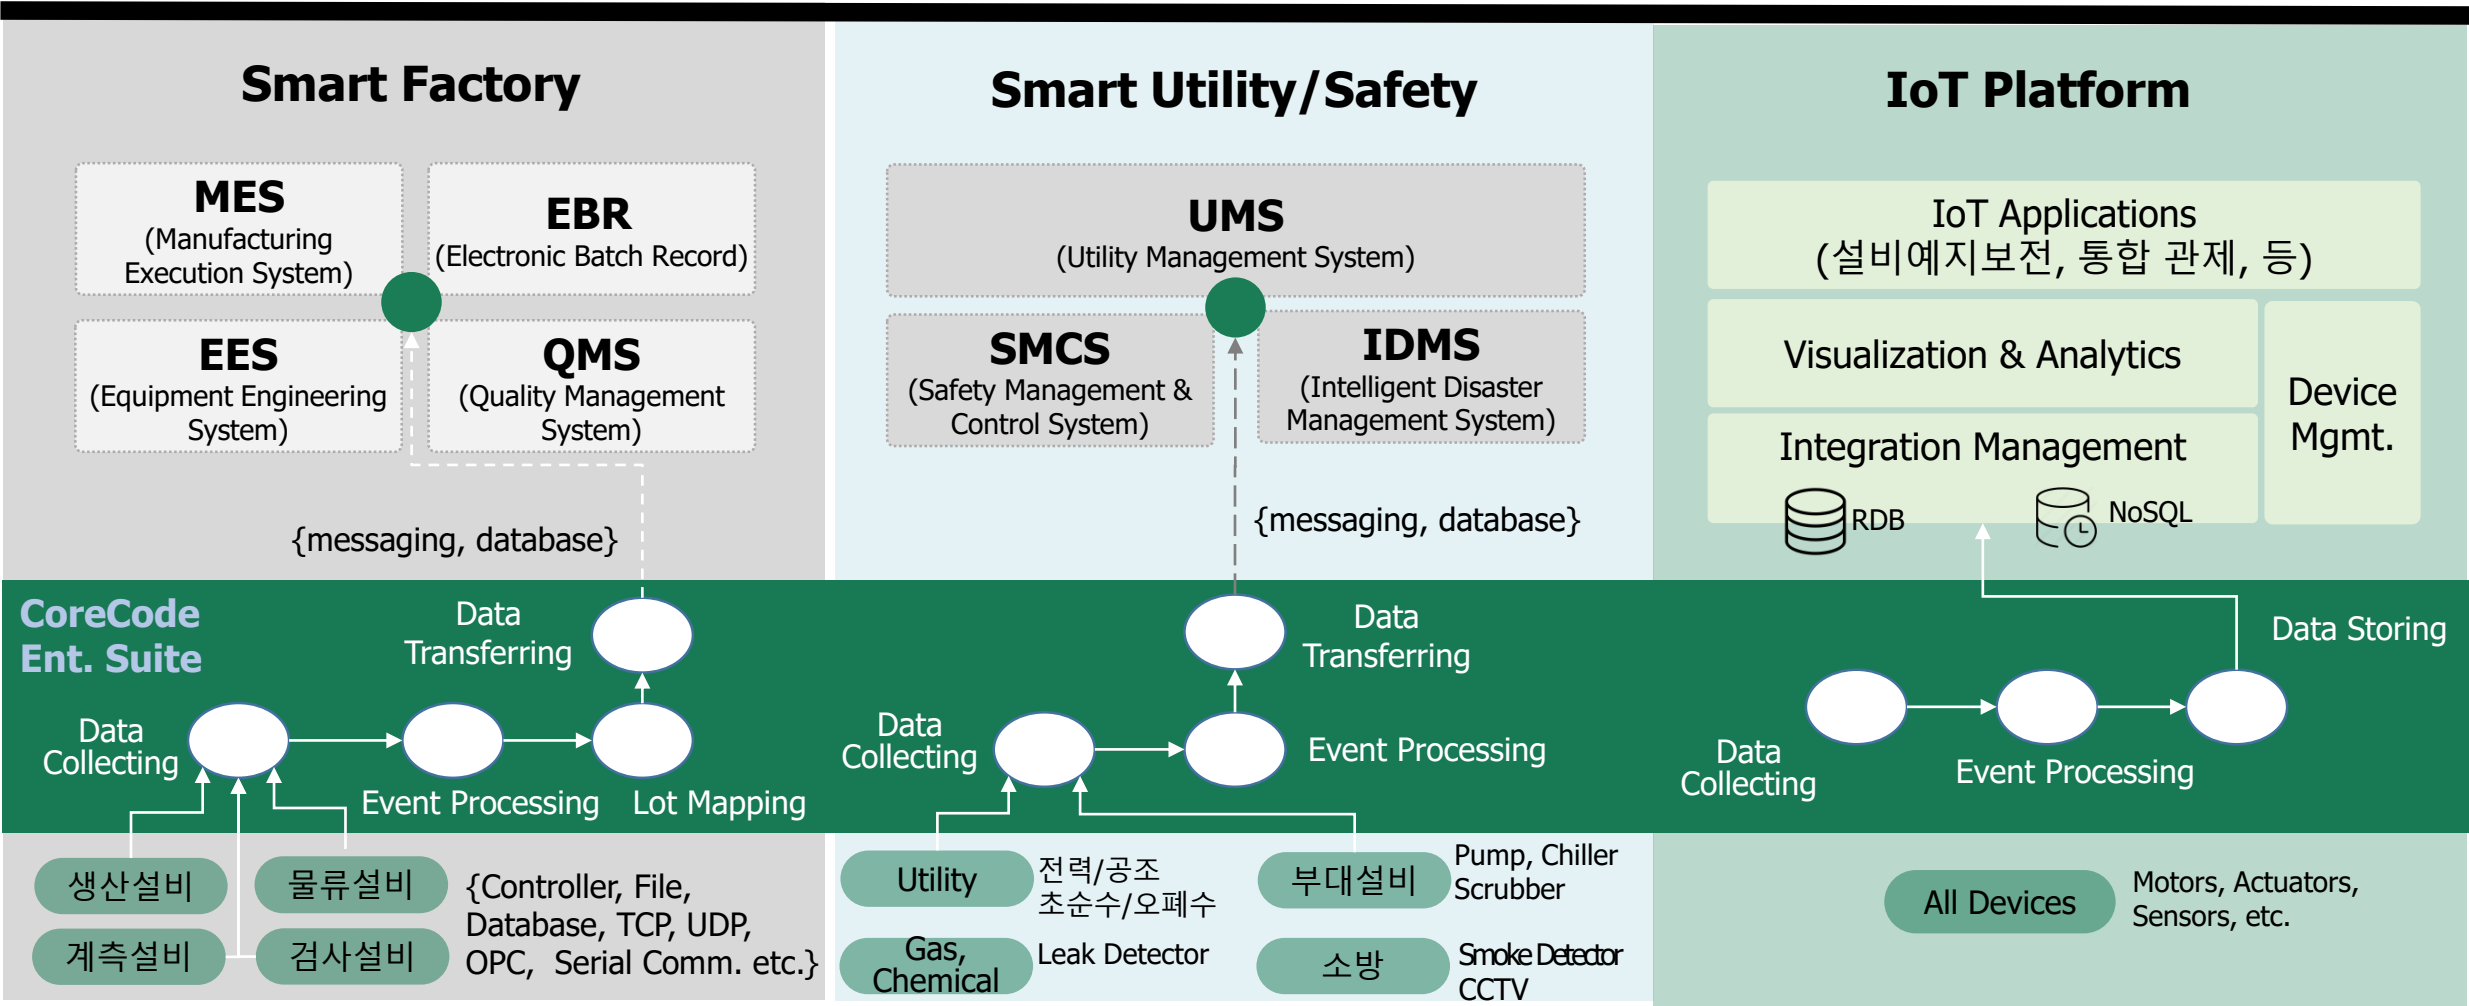 Smart Factory
MES
(Manufacturing
Execution System)
EBR
(Electronic Batch Record)
EES
(Equipment Engineering
System)
QMS
(Quality Management
System)
{messaging, database}
Smart Utility/Safety
UMS
(Utility Management System)
SMCS
(Safety Management &
Control System)
IDMS
(Intelligent Disaster
Management System)
{messaging, database}
IoT Platform
IoT Applications
(설비예지보전, 통합 관제, 등)
Visualization & Analytics
Device
Mgmt.
Integration Management
RDB
NoSQL
CoreCode
Ent. Suite
Data
Transferring
Data
Collecting
Event Processing
Lot Mapping
Data
Transferring
Data
Collecting
Event Processing
Data Storing
Data
Collecting
Event Processing
생산설비
물류설비
계측설비
검사설비
{Controller, File,
Database, TCP, UDP,
OPC, Serial Comm. etc.}
Utility
전력/공조
초순수/오폐수
부대설비
Pump, Chiller
Scrubber
Gas,
Chemical
Leak Detector
소방
Smoke Detector
CCTV
All Devices
Motors, Actuators,
Sensors, etc.